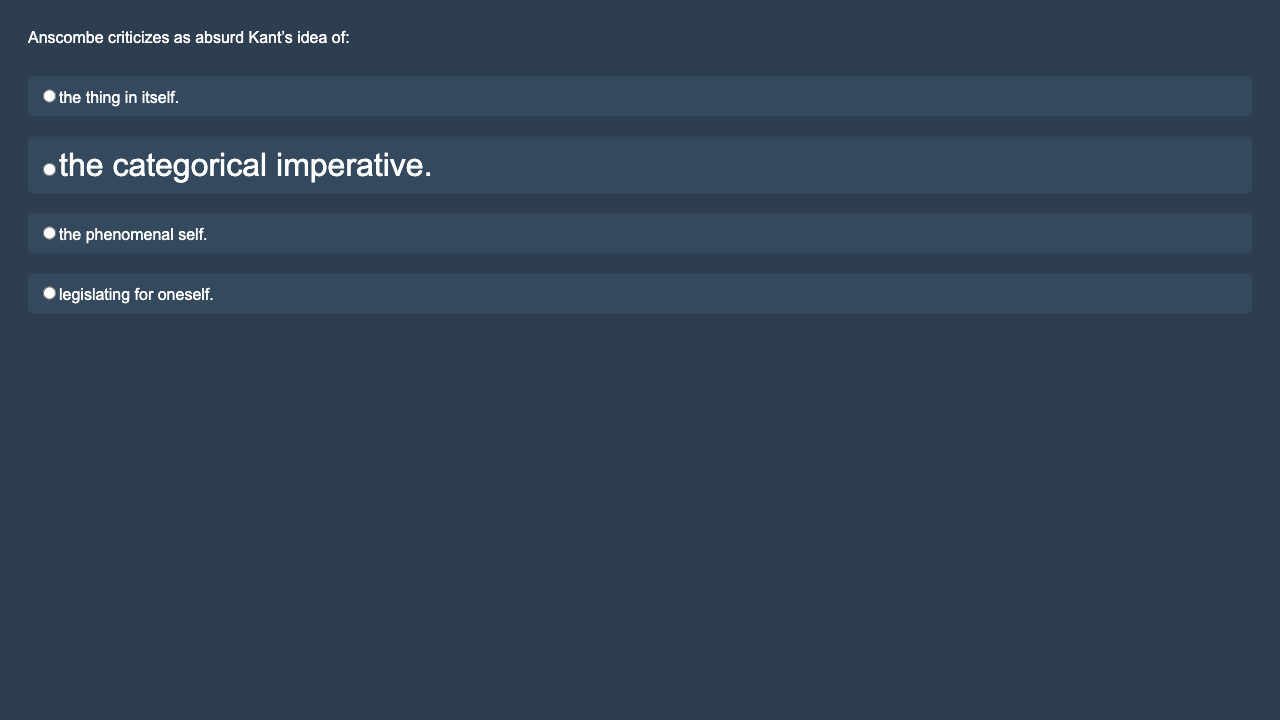 Anscombe criticizes as absurd Kant’s idea of:
the thing in itself.
the categorical imperative.
the phenomenal self.
legislating for oneself.